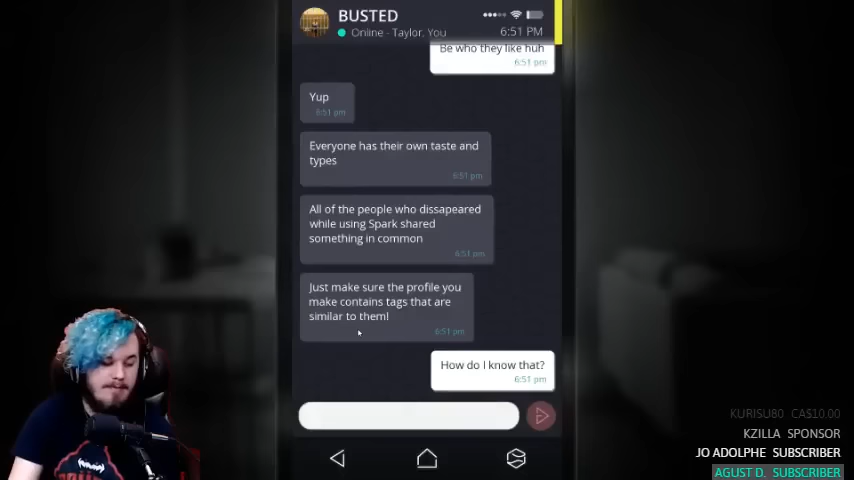 BUSTED
Online - Taylor, You
6:51 PM
Be who they like huh
6:51 pm
Yup
6:51 pm
Everyone has their own taste and
types
6:51 pm
All of the people who dissapeared
while using Spark shared
something in common
6:51 pm
Just make sure the profile you
make contains tags that are
similar to them!
6:51 pm
How do I know that?
6:51 pm
KURISU80 CA$10.00
KZILLA SPONSOR
JO ADOLPHE SUBSCRIBER
AGUST D. SUBSCRIBER